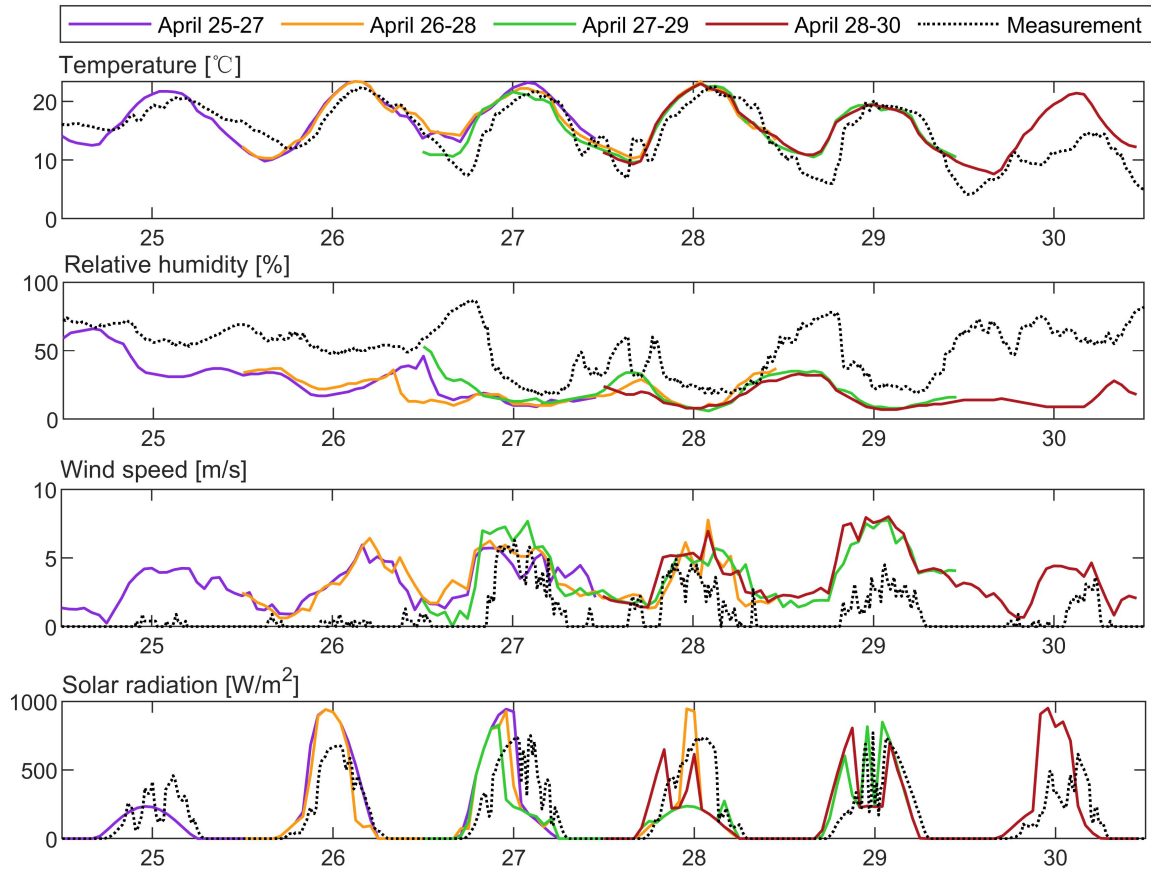 April 25-27 April 26-28 April 27-29 April 28-30 Measurement
Temperature [℃]
20
10
0
25 26 27 28 29 30
Relative humidity [%]
100
50
0
25 26 27 28 29 30
Wind speed [m/s]
10
5
0
25 26 27 28 29 30
Solar radiation [W/m²]
1000
500
0
25 26 27 28 29 30